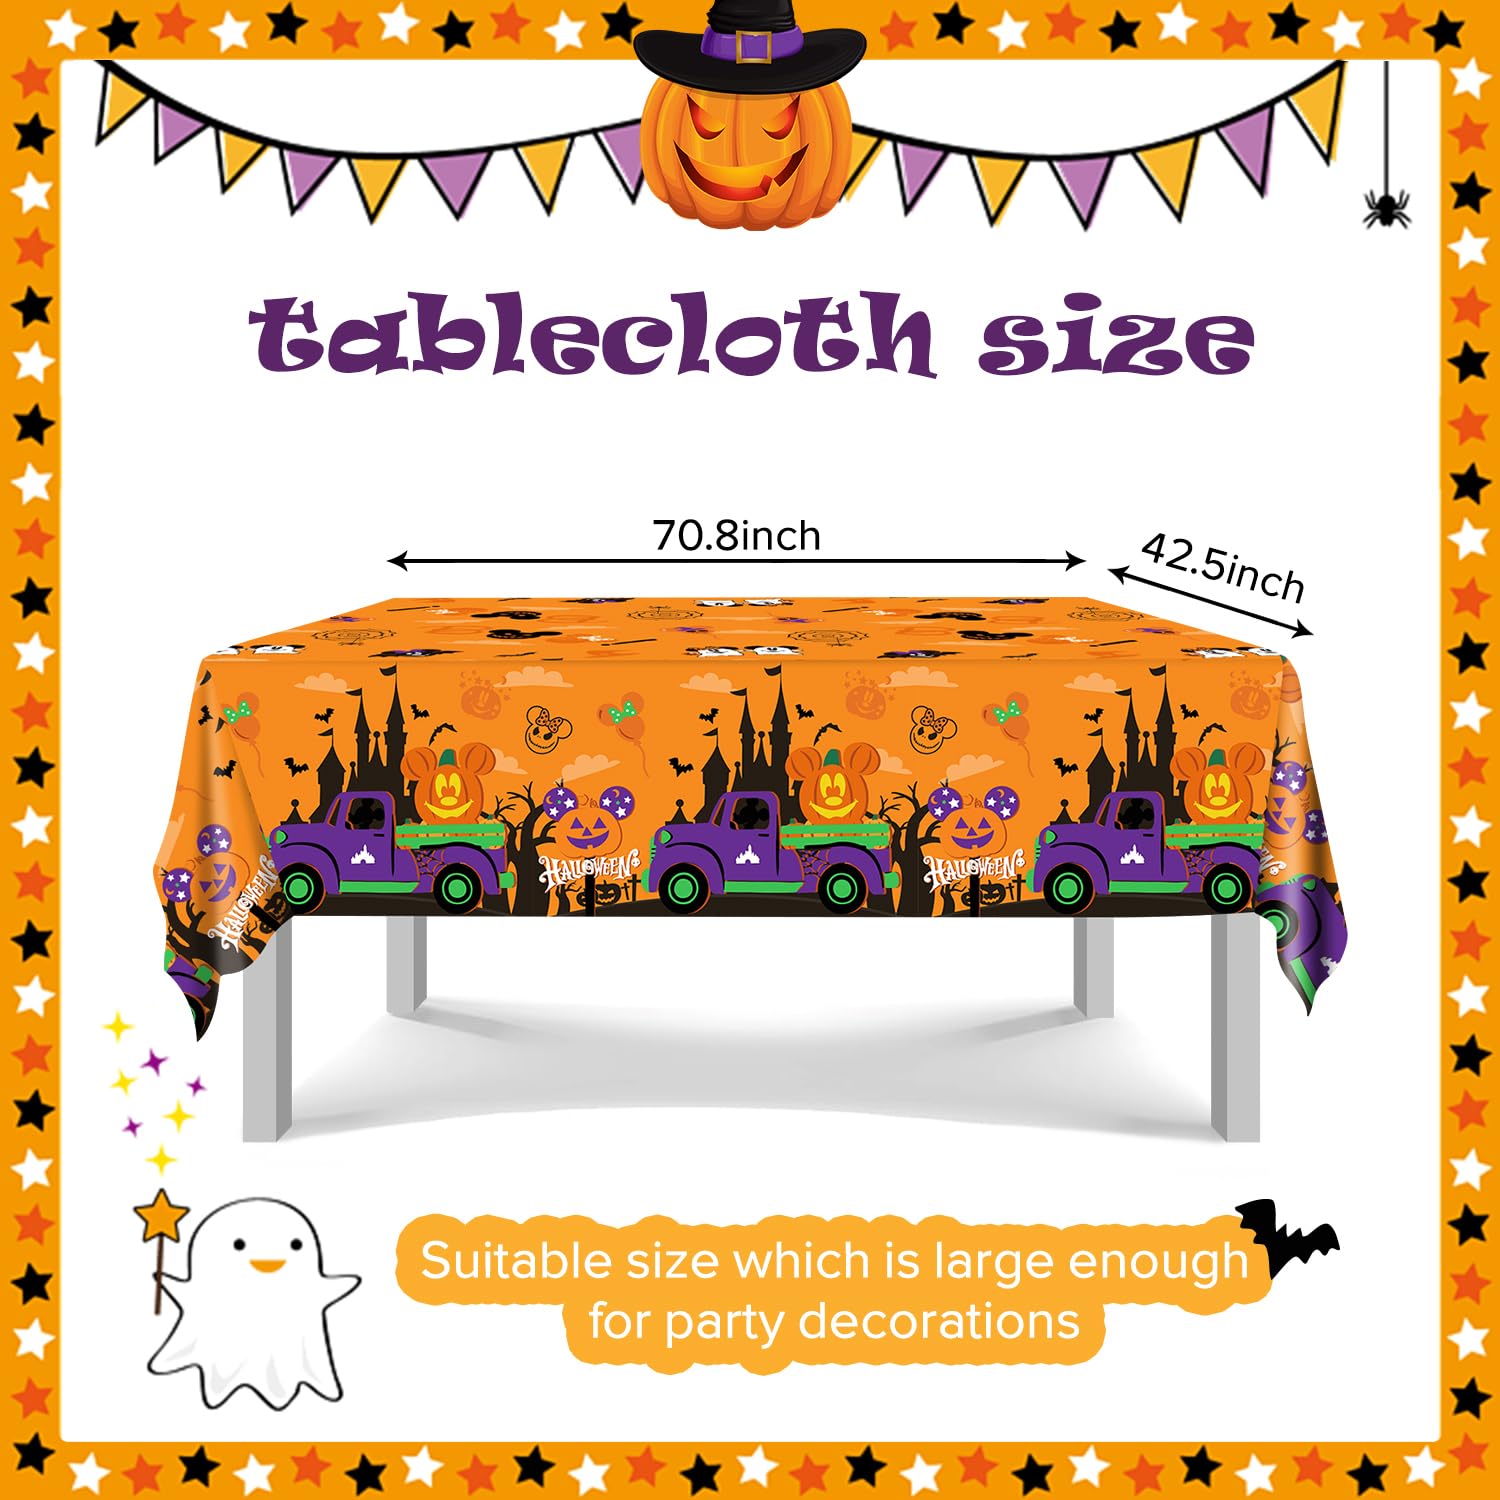 tablecloth size
70.8inch
42.5inch
HALLOWEEN
HALLOWEEN
HALLOWEEN
Suitable size which is large enough
for party decorations